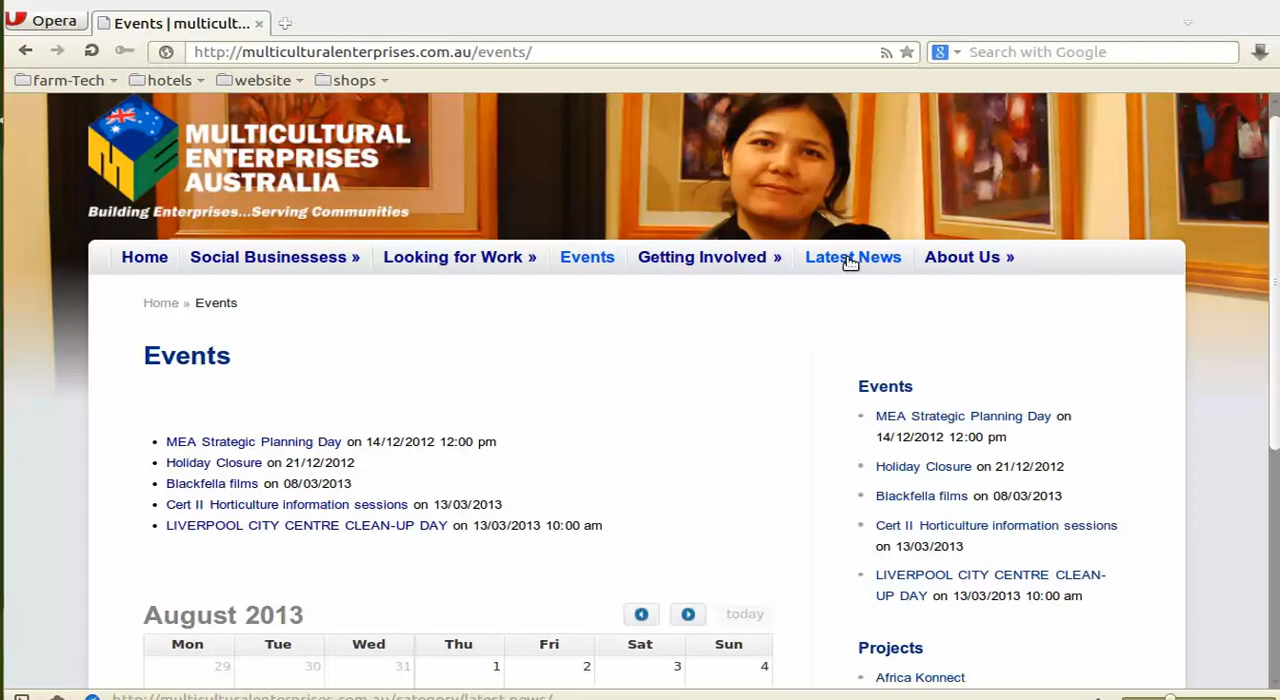 Opera
Events | multicult...
http://multiculturalenterprises.com.au/events/
Search with Google
farm-Tech
hotels
website
shops
MULTICULTURAL
ENTERPRISES
AUSTRALIA
Building Enterprises...Serving Communities
Home
Social Businessess »
Looking for Work »
Events
Getting Involved »
Latest News
About Us »
Home » Events
Events
• MEA Strategic Planning Day on 14/12/2012 12:00 pm
• Holiday Closure on 21/12/2012
• Blackfella films on 08/03/2013
• Cert II Horticulture information sessions on 13/03/2013
• LIVERPOOL CITY CENTRE CLEAN-UP DAY on 13/03/2013 10:00 am
August 2013
today
Mon Tue Wed Thu Fri Sat Sun
29 30 31 1 2 3 4
Events
MEA Strategic Planning Day on
14/12/2012 12:00 pm
Holiday Closure on 21/12/2012
Blackfella films on 08/03/2013
Cert II Horticulture information sessions
on 13/03/2013
LIVERPOOL CITY CENTRE CLEAN-
UP DAY on 13/03/2013 10:00 am
Projects
Africa Konnect
http://multiculturalenterprises.com.au/category/latest-news/